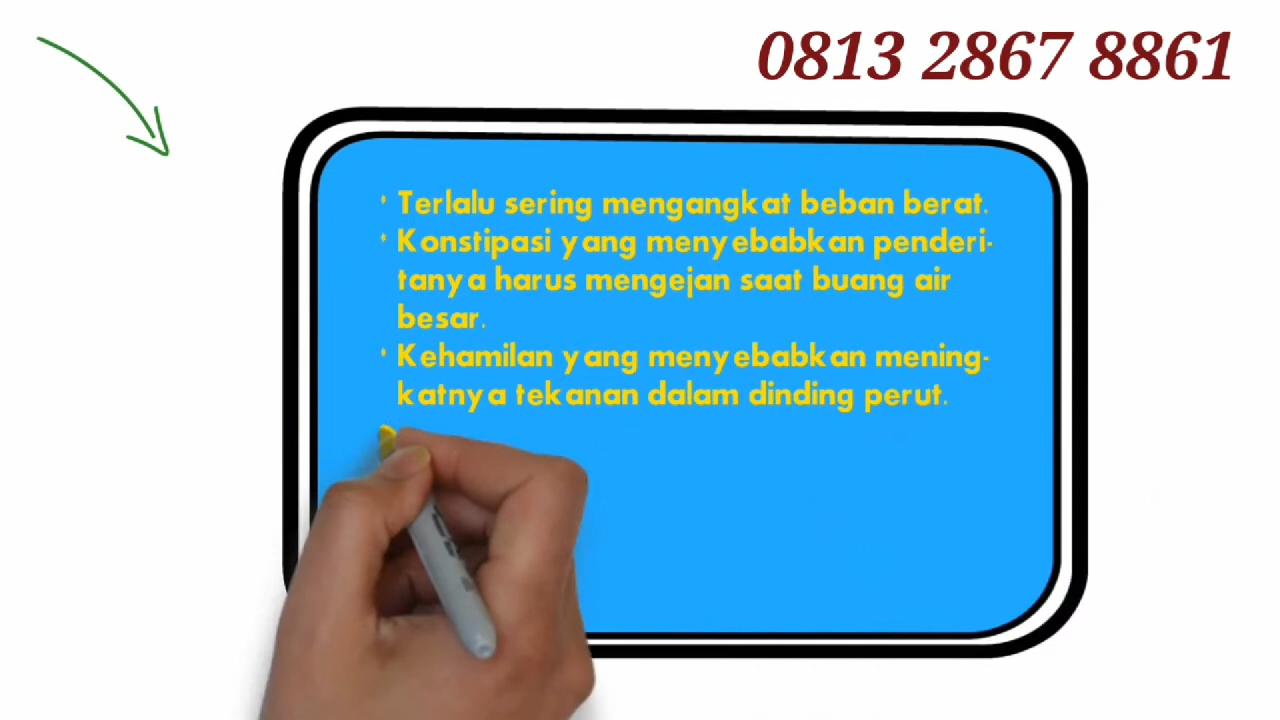 0813 2867 8861
• Terlalu sering mengangkat beban berat.
• Konstipasi yang menyebabkan penderi-
tanya harus mengejan saat buang air
besar.
• Kehamilan yang menyebabkan mening-
katnya tekanan dalam dinding perut.